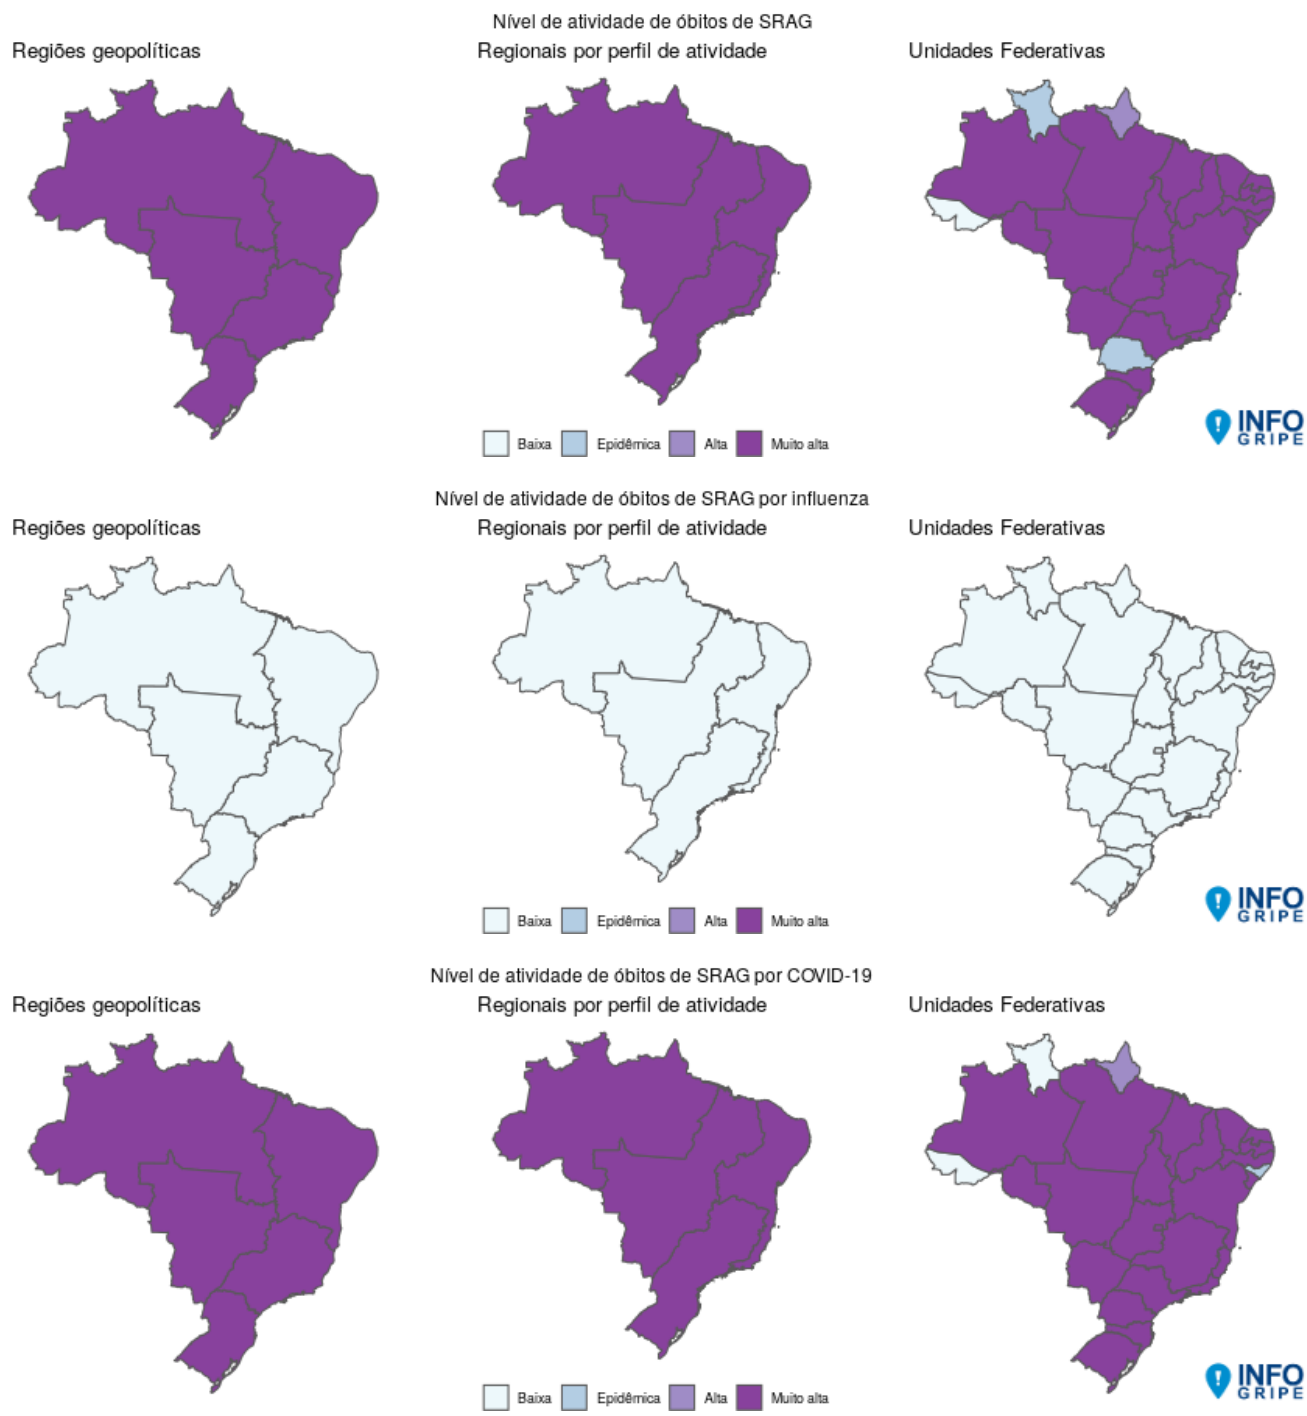 Nível de atividade de óbitos de SRAG
Regiões geopolíticas
Regionais por perfil de atividade
Unidades Federativas
Baixa
Epidêmica
Alta
Muito alta
INFO
GRIPE
Nível de atividade de óbitos de SRAG por influenza
Regiões geopolíticas
Regionais por perfil de atividade
Unidades Federativas
Baixa
Epidêmica
Alta
Muito alta
INFO
GRIPE
Nível de atividade de óbitos de SRAG por COVID-19
Regiões geopolíticas
Regionais por perfil de atividade
Unidades Federativas
Baixa
Epidêmica
Alta
Muito alta
INFO
GRIPE